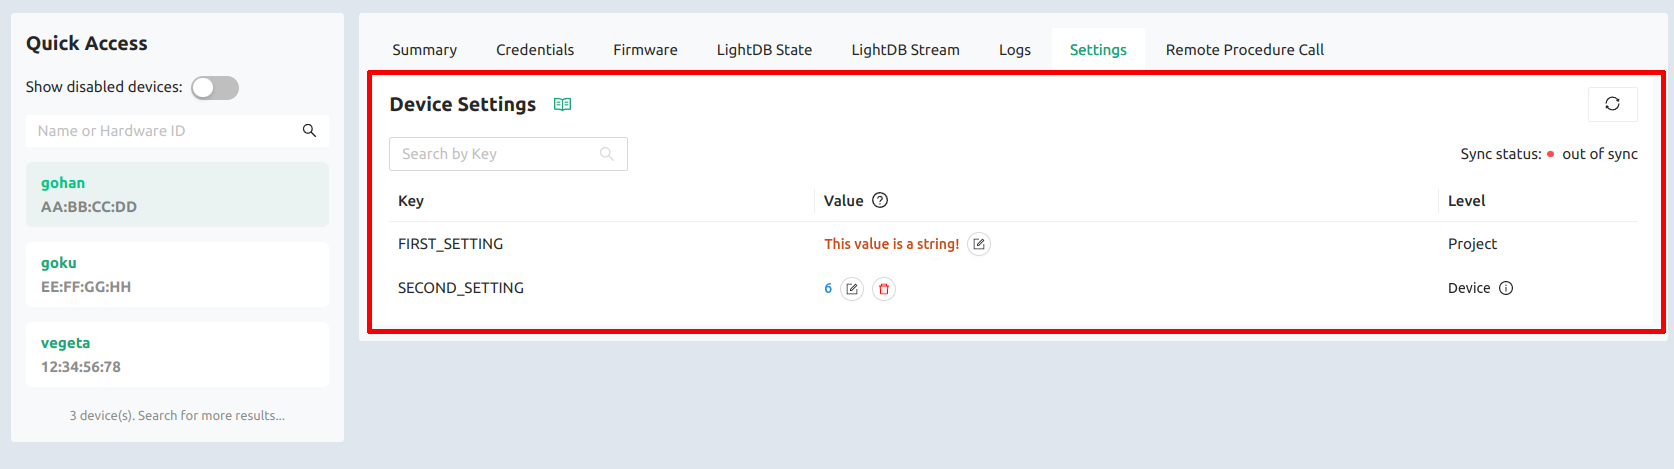 Quick Access
Show disabled devices:
Name or Hardware ID
gohan
AA:BB:CC:DD
goku
EE:FF:GG:HH
vegeta
12:34:56:78
3 device(s). Search for more results...
Summary Credentials Firmware LightDB State LightDB Stream Logs Settings Remote Procedure Call
Device Settings
Search by Key
Sync status: out of sync
Key Value Level
FIRST_SETTING This value is a string! Project
SECOND_SETTING 6 Device